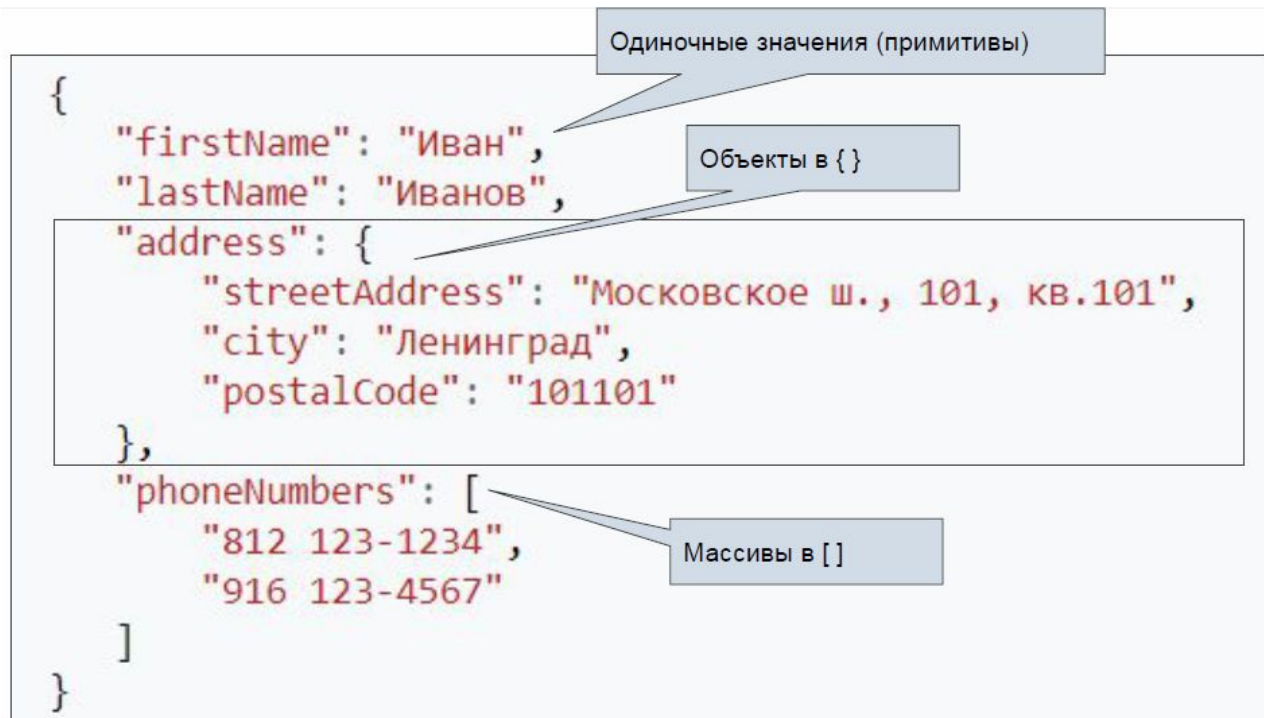 Одиночные значения (примитивы)
{
"firstName": "Иван",
Объекты в { }
"lastName": "Иванов",
"address": {
"streetAddress": "Московское ш., 101, кв.101",
"city": "Ленинград",
"postalCode": "101101"
},
"phoneNumbers": [
"812 123-1234",
Массивы в [ ]
"916 123-4567"
]
}